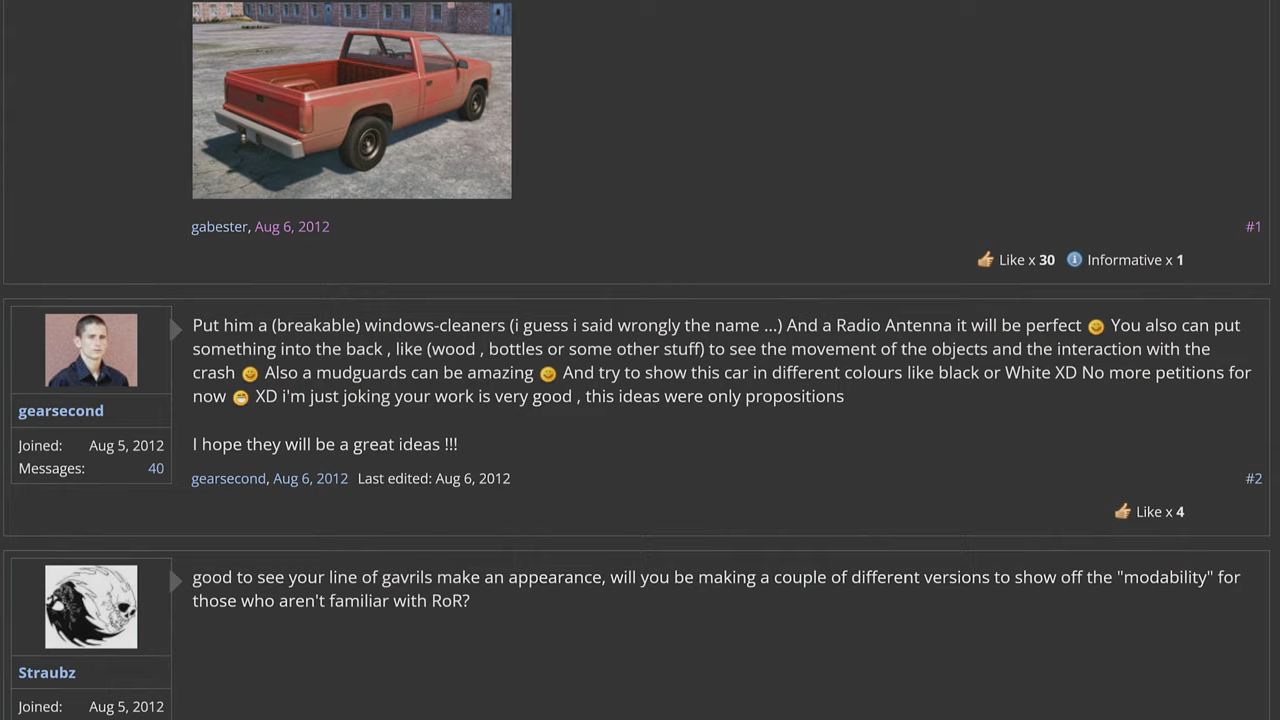 gabester, Aug 6, 2012 #1
Like x 30 Informative x 1
Put him a (breakable) windows-cleaners (i guess i said wrongly the name ...) And a Radio Antenna it will be perfect You also can put
something into the back , like (wood , bottles or some other stuff) to see the movement of the objects and the interaction with the
crash Also a mudguards can be amazing And try to show this car in different colours like black or White XD No more petitions for
now XD i'm just joking your work is very good , this ideas were only propositions
I hope they will be a great ideas !!!
gearsecond
Joined: Aug 5, 2012
Messages: 40
gearsecond, Aug 6, 2012 Last edited: Aug 6, 2012 #2
Like x 4
good to see your line of gavrils make an appearance, will you be making a couple of different versions to show off the "modability" for
those who aren't familiar with RoR?
Straubz
Joined: Aug 5, 2012